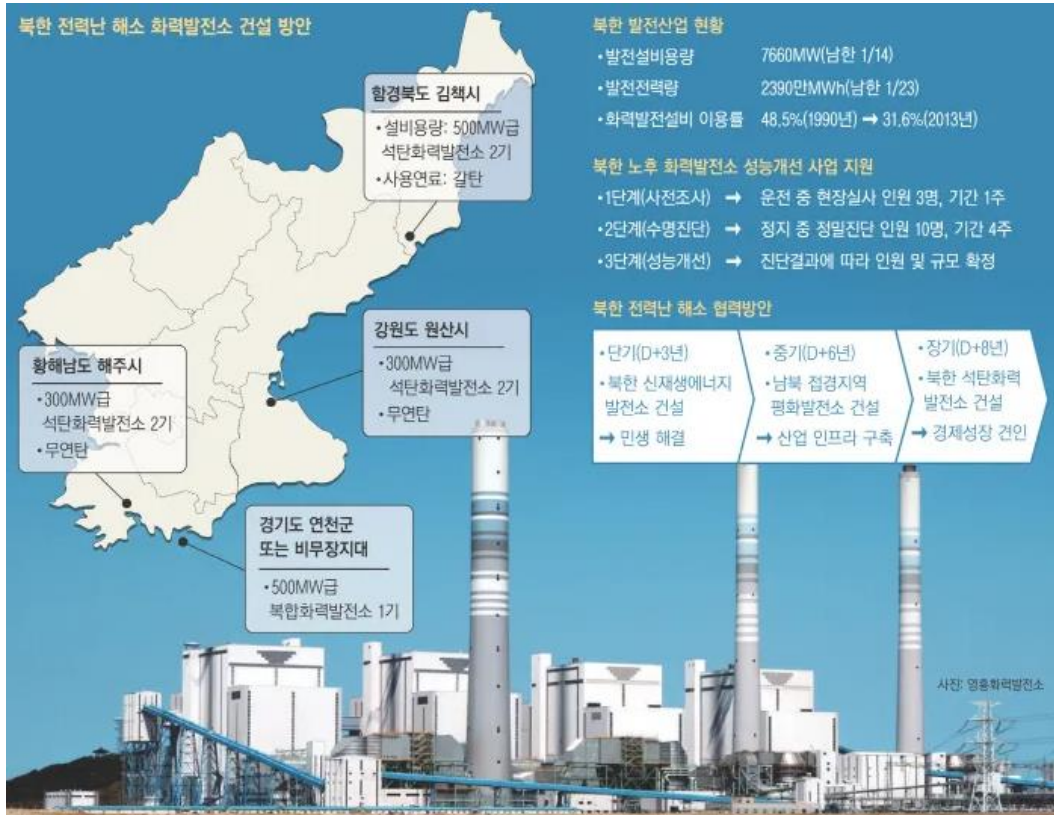 북한 전력난 해소 화력발전소 건설 방안
함경북도 김책시
•설비용량: 500MW급
석탄화력발전소 2기
•사용연료: 갈탄
강원도 원산시
•300MW급
석탄화력발전소 2기
•무연탄
황해남도 해주시
•300MW급
석탄화력발전소 2기
•무연탄
경기도 연천군
또는 비무장지대
•500MW급
복합화력발전소 1기
북한 발전산업 현황
•발전설비용량 7660MW(남한 1/14)
•발전전력량 2390만MWh(남한 1/23)
•화력발전설비 이용률 48.5%(1990년) → 31.6%(2013년)
북한 노후 화력발전소 성능개선 사업 지원
•1단계(사전조사) → 운전 중 현장실사 인원 3명, 기간 1주
•2단계(수명진단) → 정지 중 정밀진단 인원 10명, 기간 4주
•3단계(성능개선) → 진단결과에 따라 인원 및 규모 확정
북한 전력난 해소 협력방안
•단기(D+3년)
•북한 신재생에너지
발전소 건설
→ 민생 해결
•중기(D+6년)
•남북 접경지역
평화발전소 건설
→ 산업 인프라 구축
•장기(D+8년)
•북한 석탄화력
발전소 건설
→ 경제성장 견인
사진: 영흥화력발전소